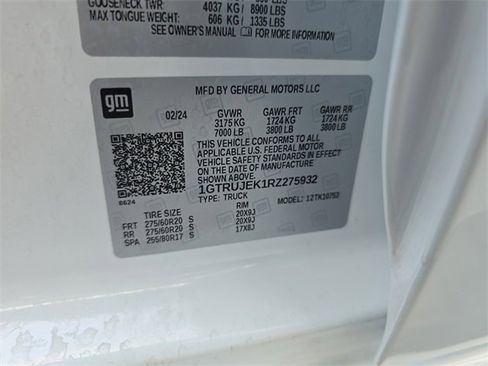 GOOSENECK TWR: 4037 KG / 8900 LBS
MAX TONGUE WEIGHT: 606 KG / 1335 LBS
SEE OWNER'S MANUAL FOR MORE INFORMATION
gm
MFD BY GENERAL MOTORS LLC
02/24 GVWR GAWR FRT GAWR RR
3175 KG 1724 KG 1724 KG
7000 LB 3800 LB 3800 LB
THIS VEHICLE CONFORMS TO ALL
APPLICABLE U.S. FEDERAL MOTOR
VEHICLE SAFETY STANDARDS IN
EFFECT ON THE DATE OF
MANUFACTURE SHOWN ABOVE.
1GTRUJEK1RZ275932
8624 TYPE: TRUCK MODEL: 12TK10753
TIRE SIZE RIM
FRT 275/60R20 S 20X9J
RR 275/60R20 S 20X9J
SPA 255/80R17 S 17X8J